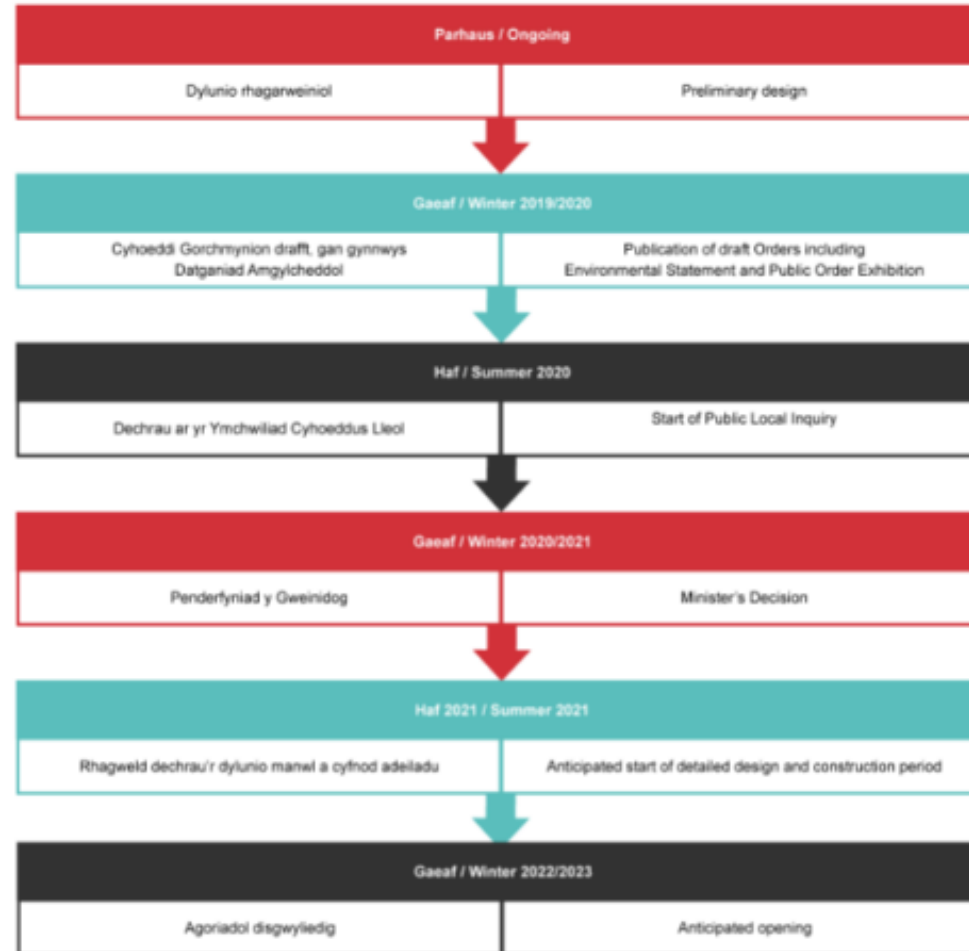 Parhaus / Ongoing
Dylunio rhagarweiniol
Preliminary design
Gaeaf / Winter 2019/2020
Cyhoeddi Gorchmynion drafft, gan gynnwys
Datganiad Amgylcheddol
Publication of draft Orders including
Environmental Statement and Public Order Exhibition
Haf / Summer 2020
Dechrau ar yr Ymchwiliad Cyhoeddus Lleol
Start of Public Local Inquiry
Gaeaf / Winter 2020/2021
Penderfyniad y Gweinidog
Minister's Decision
Haf 2021 / Summer 2021
Rhagweld dechrau'r dylunio manwl a cyfnod adeiladu
Anticipated start of detailed design and construction period
Gaeaf / Winter 2022/2023
Agoriadol disgwyliedig
Anticipated opening